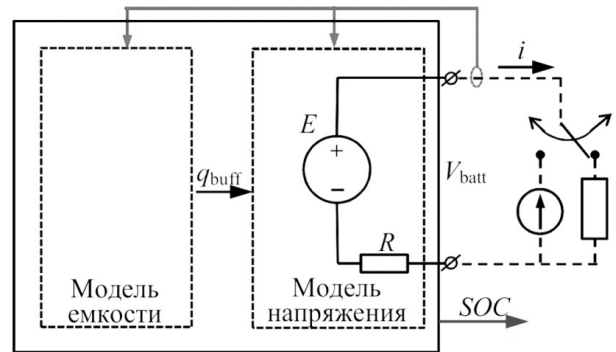 i
E
+
q_buff
V_batt
−
R
Модель
емкости
Модель
напряжения
SOC